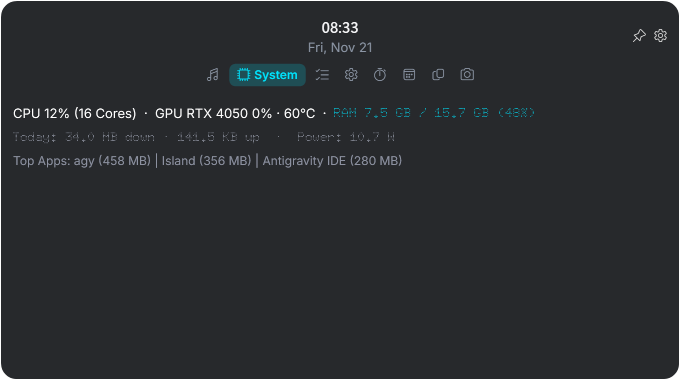 08:33
Fri, Nov 21
System
CPU 12% (16 Cores) · GPU RTX 4050 0% · 60°C · RAM 7.5 GB / 15.7 GB (48%)
Today: 34.0 MB down · 141.5 KB up · Power: 10.7 W
Top Apps: agy (458 MB) | Island (356 MB) | Antigravity IDE (280 MB)